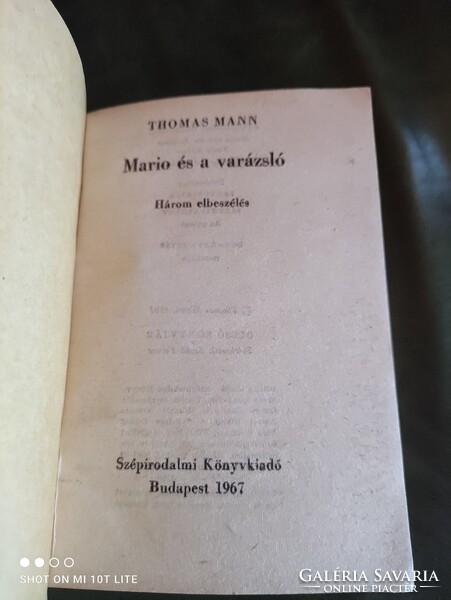 THOMAS MANN
Mario és a varázsló
Három elbeszélés
Szépirodalmi Könyvkiadó
Budapest 1967
SHOT ON MI 10T LITE
GALÉRIA SAVARIA
ONLINE PIACTÉR